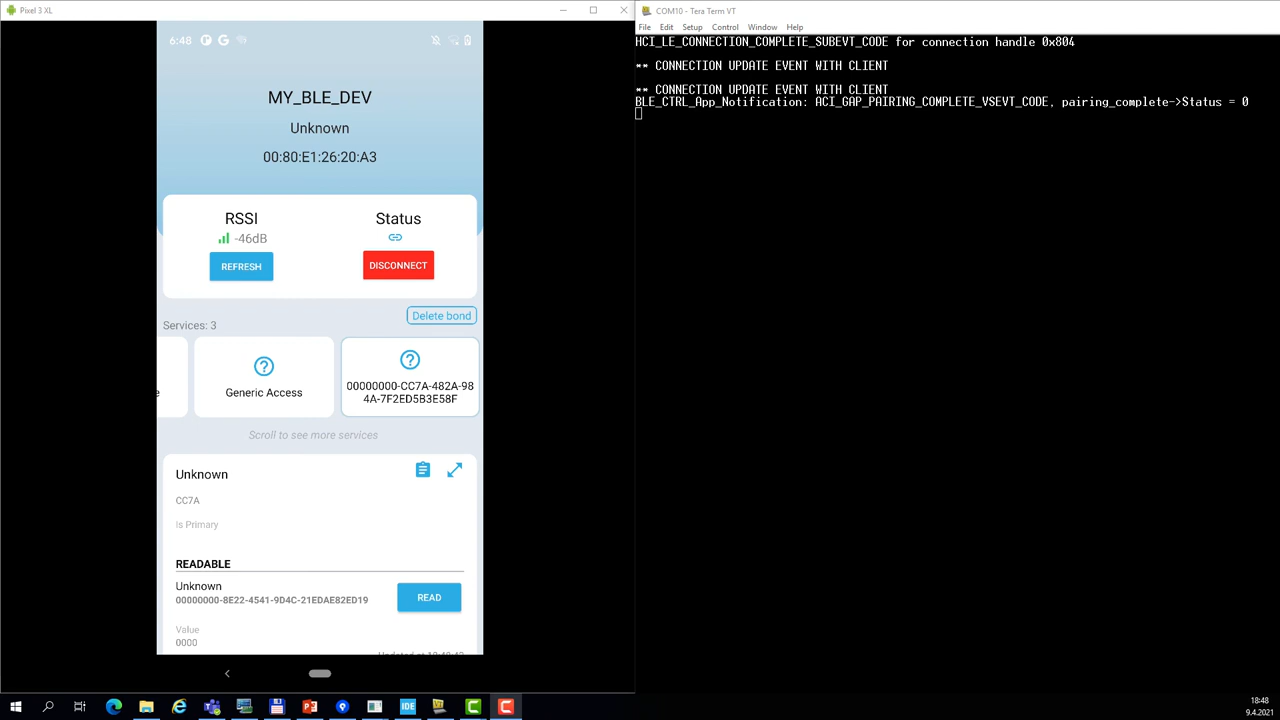 Pixel 3 XL
6:48
MY_BLE_DEV
Unknown
00:80:E1:26:20:A3
RSSI
Status
-46dB
REFRESH
DISCONNECT
Delete bond
Services: 3
e
Generic Access
00000000-CC7A-482A-98
4A-7F2ED5B3E58F
Scroll to see more services
Unknown
CC7A
Is Primary
READABLE
Unknown
00000000-8E22-4541-9D4C-21EDAE82ED19
READ
Value
0000
COM10 - Tera Term VT
File Edit Setup Control Window Help
HCI_LE_CONNECTION_COMPLETE_SUBEVT_CODE for connection handle 0x804
** CONNECTION UPDATE EVENT WITH CLIENT
** CONNECTION UPDATE EVENT WITH CLIENT
BLE_CTRL_App_Notification: ACI_GAP_PAIRING_COMPLETE_VSEVT_CODE, pairing_complete->Status = 0
IDE
18:48
9.4.2021